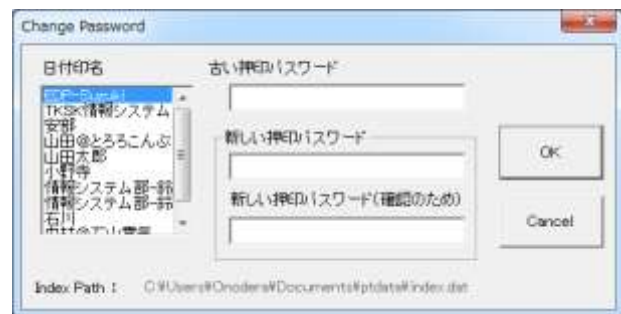 Change Password
日付印名
古い押印パスワード
EDP-Suzuki
TKSK情報システム
安部
山田@とろろこんぶ
山田太郎
小野寺
情報システム部-鈴
情報システム部-鈴
石川
新しい押印パスワード
新しい押印パスワード(確認のため)
OK
Cancel
Index Path : C:¥Users¥Onodera¥Documents¥ptdata¥index.dat